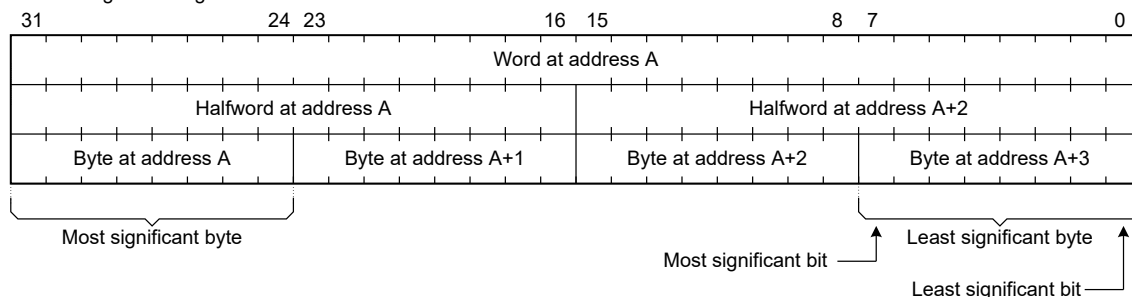 31 24 23 16 15 8 7 0
Word at address A
Halfword at address A Halfword at address A+2
Byte at address A Byte at address A+1 Byte at address A+2 Byte at address A+3
Most significant byte Least significant byte
Most significant bit
Least significant bit